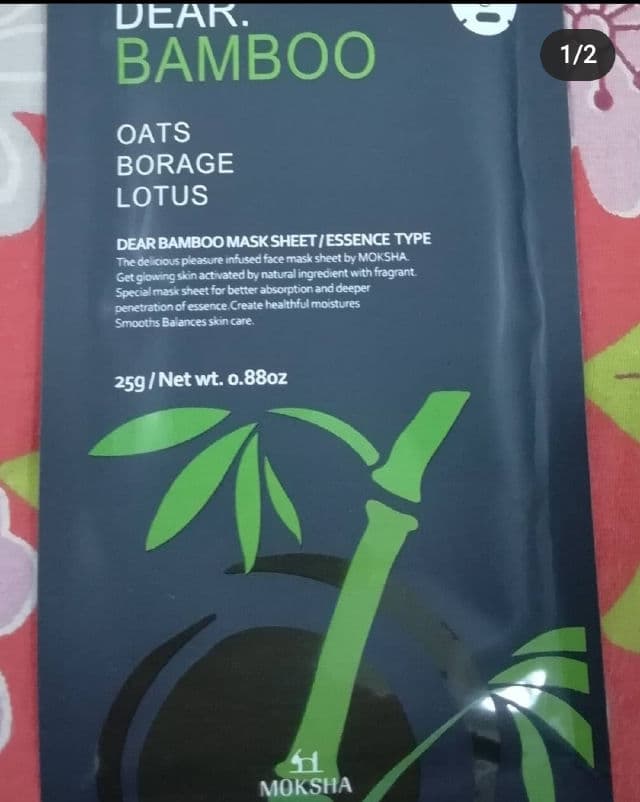 DEAR.
1/2
BAMBOO
OATS
BORAGE
LOTUS
DEAR BAMBOO MASK SHEET / ESSENCE TYPE
The delicious pleasure infused face mask sheet by MOKSHA.
Get glowing skin activated by natural ingredient with fragrant.
Special mask sheet for better absorption and deeper
penetration of essence.Create healthful moistures
Smooths Balances skin care.
25g / Net wt. 0.88oz
MOKSHA